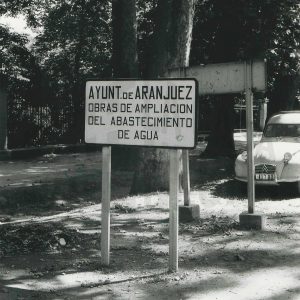 AYUNT. DE ARANJUEZ
OBRAS DE AMPLIACION
DEL ABASTECIMIENTO
DE AGUA